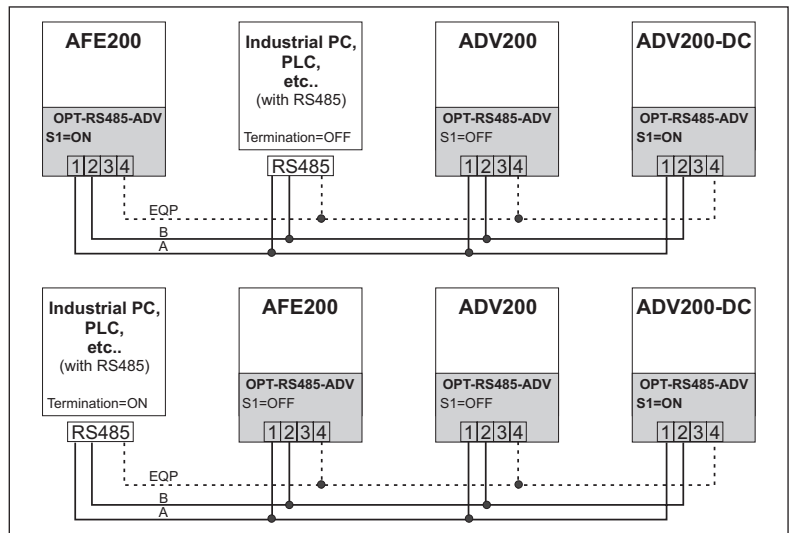 AFE200
OPT-RS485-ADV
S1=ON
1 2 3 4
Industrial PC,
PLC,
etc..
(with RS485)
Termination=OFF
RS485
ADV200
OPT-RS485-ADV
S1=OFF
1 2 3 4
ADV200-DC
OPT-RS485-ADV
S1=ON
1 2 3 4
EQP
B
A
Industrial PC,
PLC,
etc..
(with RS485)
Termination=ON
RS485
AFE200
OPT-RS485-ADV
S1=OFF
1 2 3 4
ADV200
OPT-RS485-ADV
S1=OFF
1 2 3 4
ADV200-DC
OPT-RS485-ADV
S1=ON
1 2 3 4
EQP
B
A